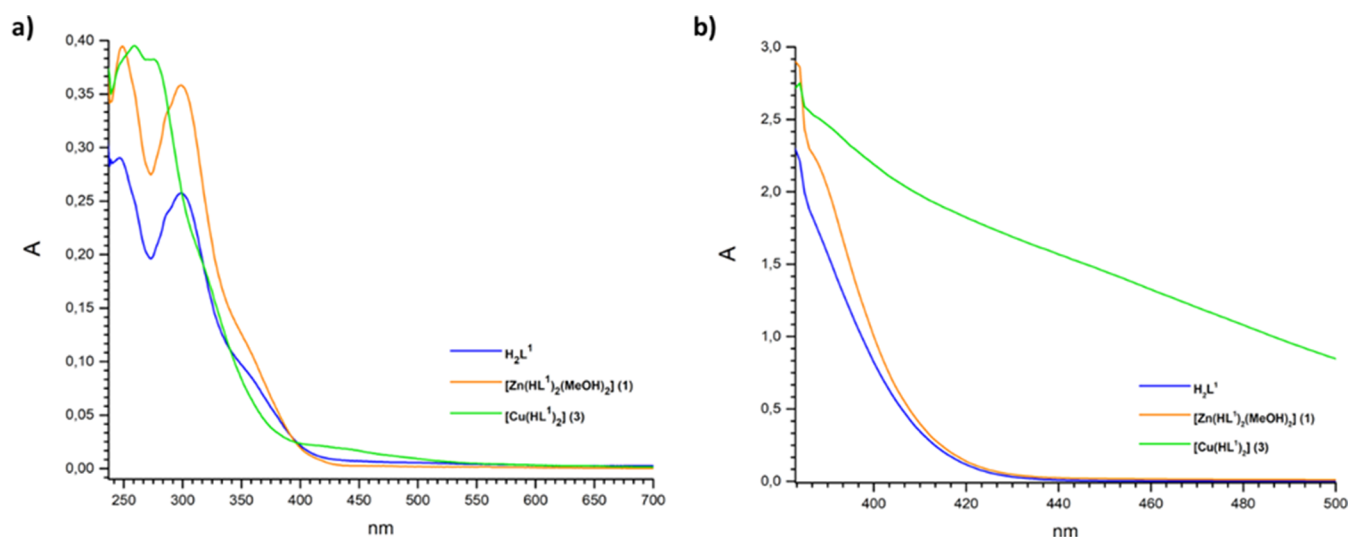 a)
0,40
0,35
0,30
0,25
0,20
0,15
0,10
0,05
0,00
A
250 300 350 400 450 500 550 600 650 700
nm
H₂L¹
[Zn(HL¹)₂(MeOH)₂] (1)
[Cu(HL¹)₂] (3)
b)
3,0
2,5
2,0
1,5
1,0
0,5
0,0
A
400 420 440 460 480 500
nm
H₂L¹
[Zn(HL¹)₂(MeOH)₂] (1)
[Cu(HL¹)₂] (3)